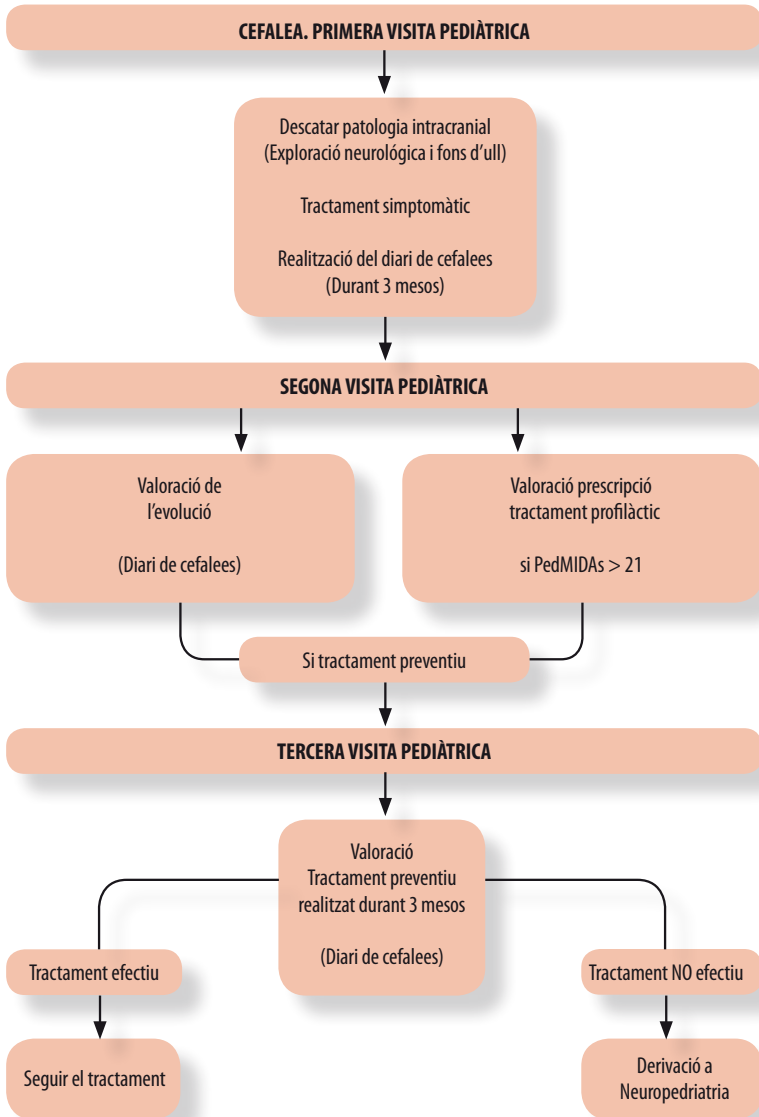 CEFALEA. PRIMERA VISITA PEDIÀTRICA
Descatar patologia intracranial
(Exploració neurológica i fons d'ull)
Tractament simptomàtic
Realització del diari de cefalees
(Durant 3 mesos)
SEGONA VISITA PEDIÀTRICA
Valoració de
l'evolució
(Diari de cefalees)
Valoració prescripció
tractament profilàctic
si PedMIDAs > 21
Si tractament preventiu
TERCERA VISITA PEDIÀTRICA
Valoració
Tractament preventiu
realitzat durant 3 mesos
(Diari de cefalees)
Tractament efectiu
Tractament NO efectiu
Seguir el tractament
Derivació a
Neuropedriatria